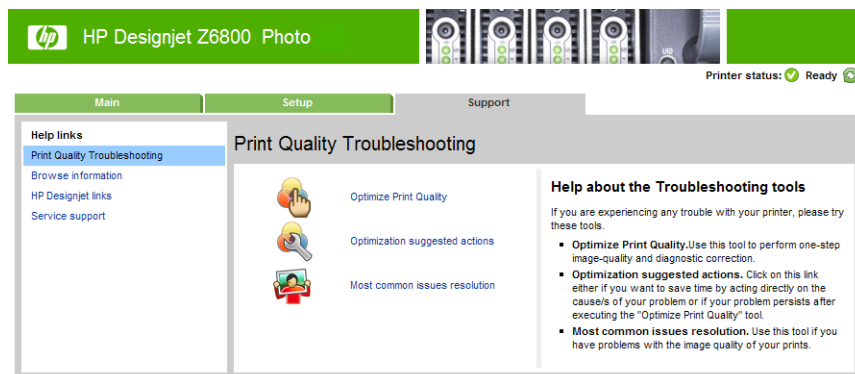 hp HP Designjet Z6800 Photo
UID
Printer status: Ready
Main Setup Support
Help links
Print Quality Troubleshooting
Browse information
HP Designjet links
Service support
Print Quality Troubleshooting
Optimize Print Quality
Optimization suggested actions
Most common issues resolution
Help about the Troubleshooting tools
If you are experiencing any trouble with your printer, please try
these tools.
▪ Optimize Print Quality.Use this tool to perform one-step
image-quality and diagnostic correction.
▪ Optimization suggested actions. Click on this link
either if you want to save time by acting directly on the
cause/s of your problem or if your problem persists after
executing the "Optimize Print Quality" tool.
▪ Most common issues resolution. Use this tool if you
have problems with the image quality of your prints.